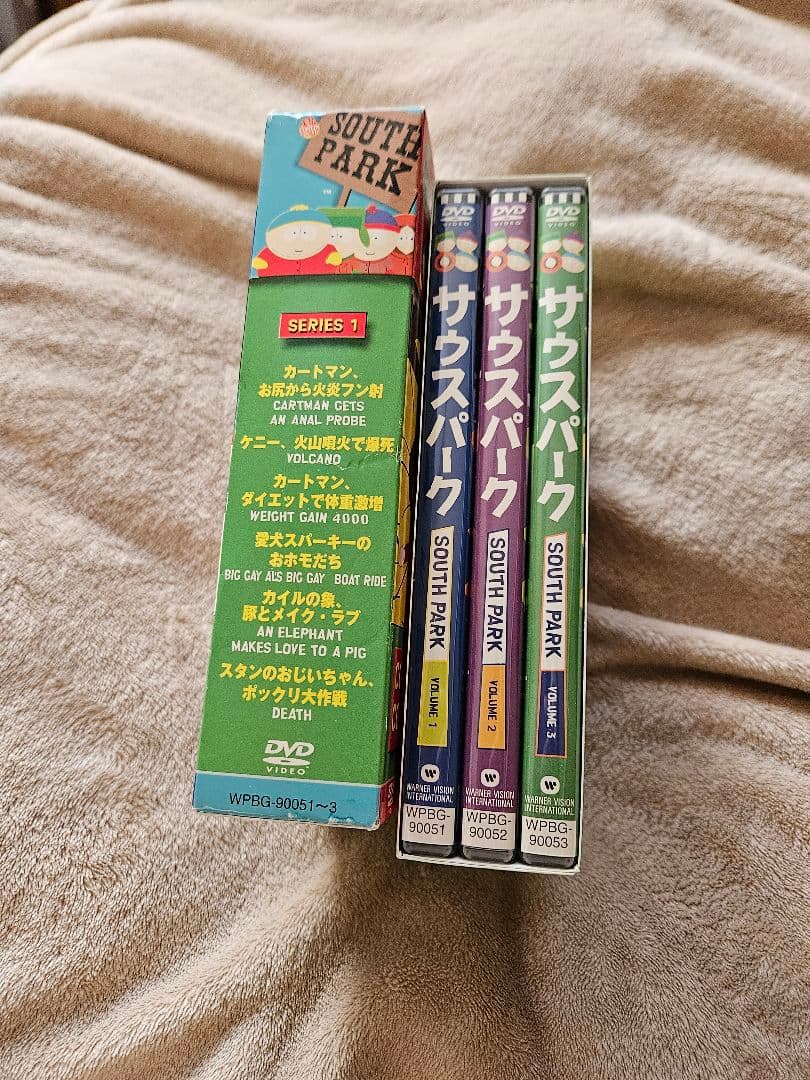 SOUTH
PARK
TM
SERIES 1
カートマン、
お尻から火炎フン射
CARTMAN GETS
AN ANAL PROBE
ケニー、火山噴火で爆死
VOLCANO
カートマン、
ダイエットで体重激増
WEIGHT GAIN 4000
愛犬スパーキーの
おホモだち
BIG GAY AL'S BIG GAY BOAT RIDE
カイルの象、
豚とメイク・ラブ
AN ELEPHANT
MAKES LOVE TO A PIG
スタンのおじいちゃん、
ポックリ大作戦
DEATH
DVD
VIDEO
WPBG-90051〜3
DVD
VIDEO
サウスパーク
SOUTH PARK
VOLUME 1
WARNER VISION
INTERNATIONAL
WPBG-
90051
DVD
VIDEO
サウスパーク
SOUTH PARK
VOLUME 2
WARNER VISION
INTERNATIONAL
WPBG-
90052
DVD
VIDEO
サウスパーク
SOUTH PARK
VOLUME 3
WARNER VISION
INTERNATIONAL
WPBG-
90053